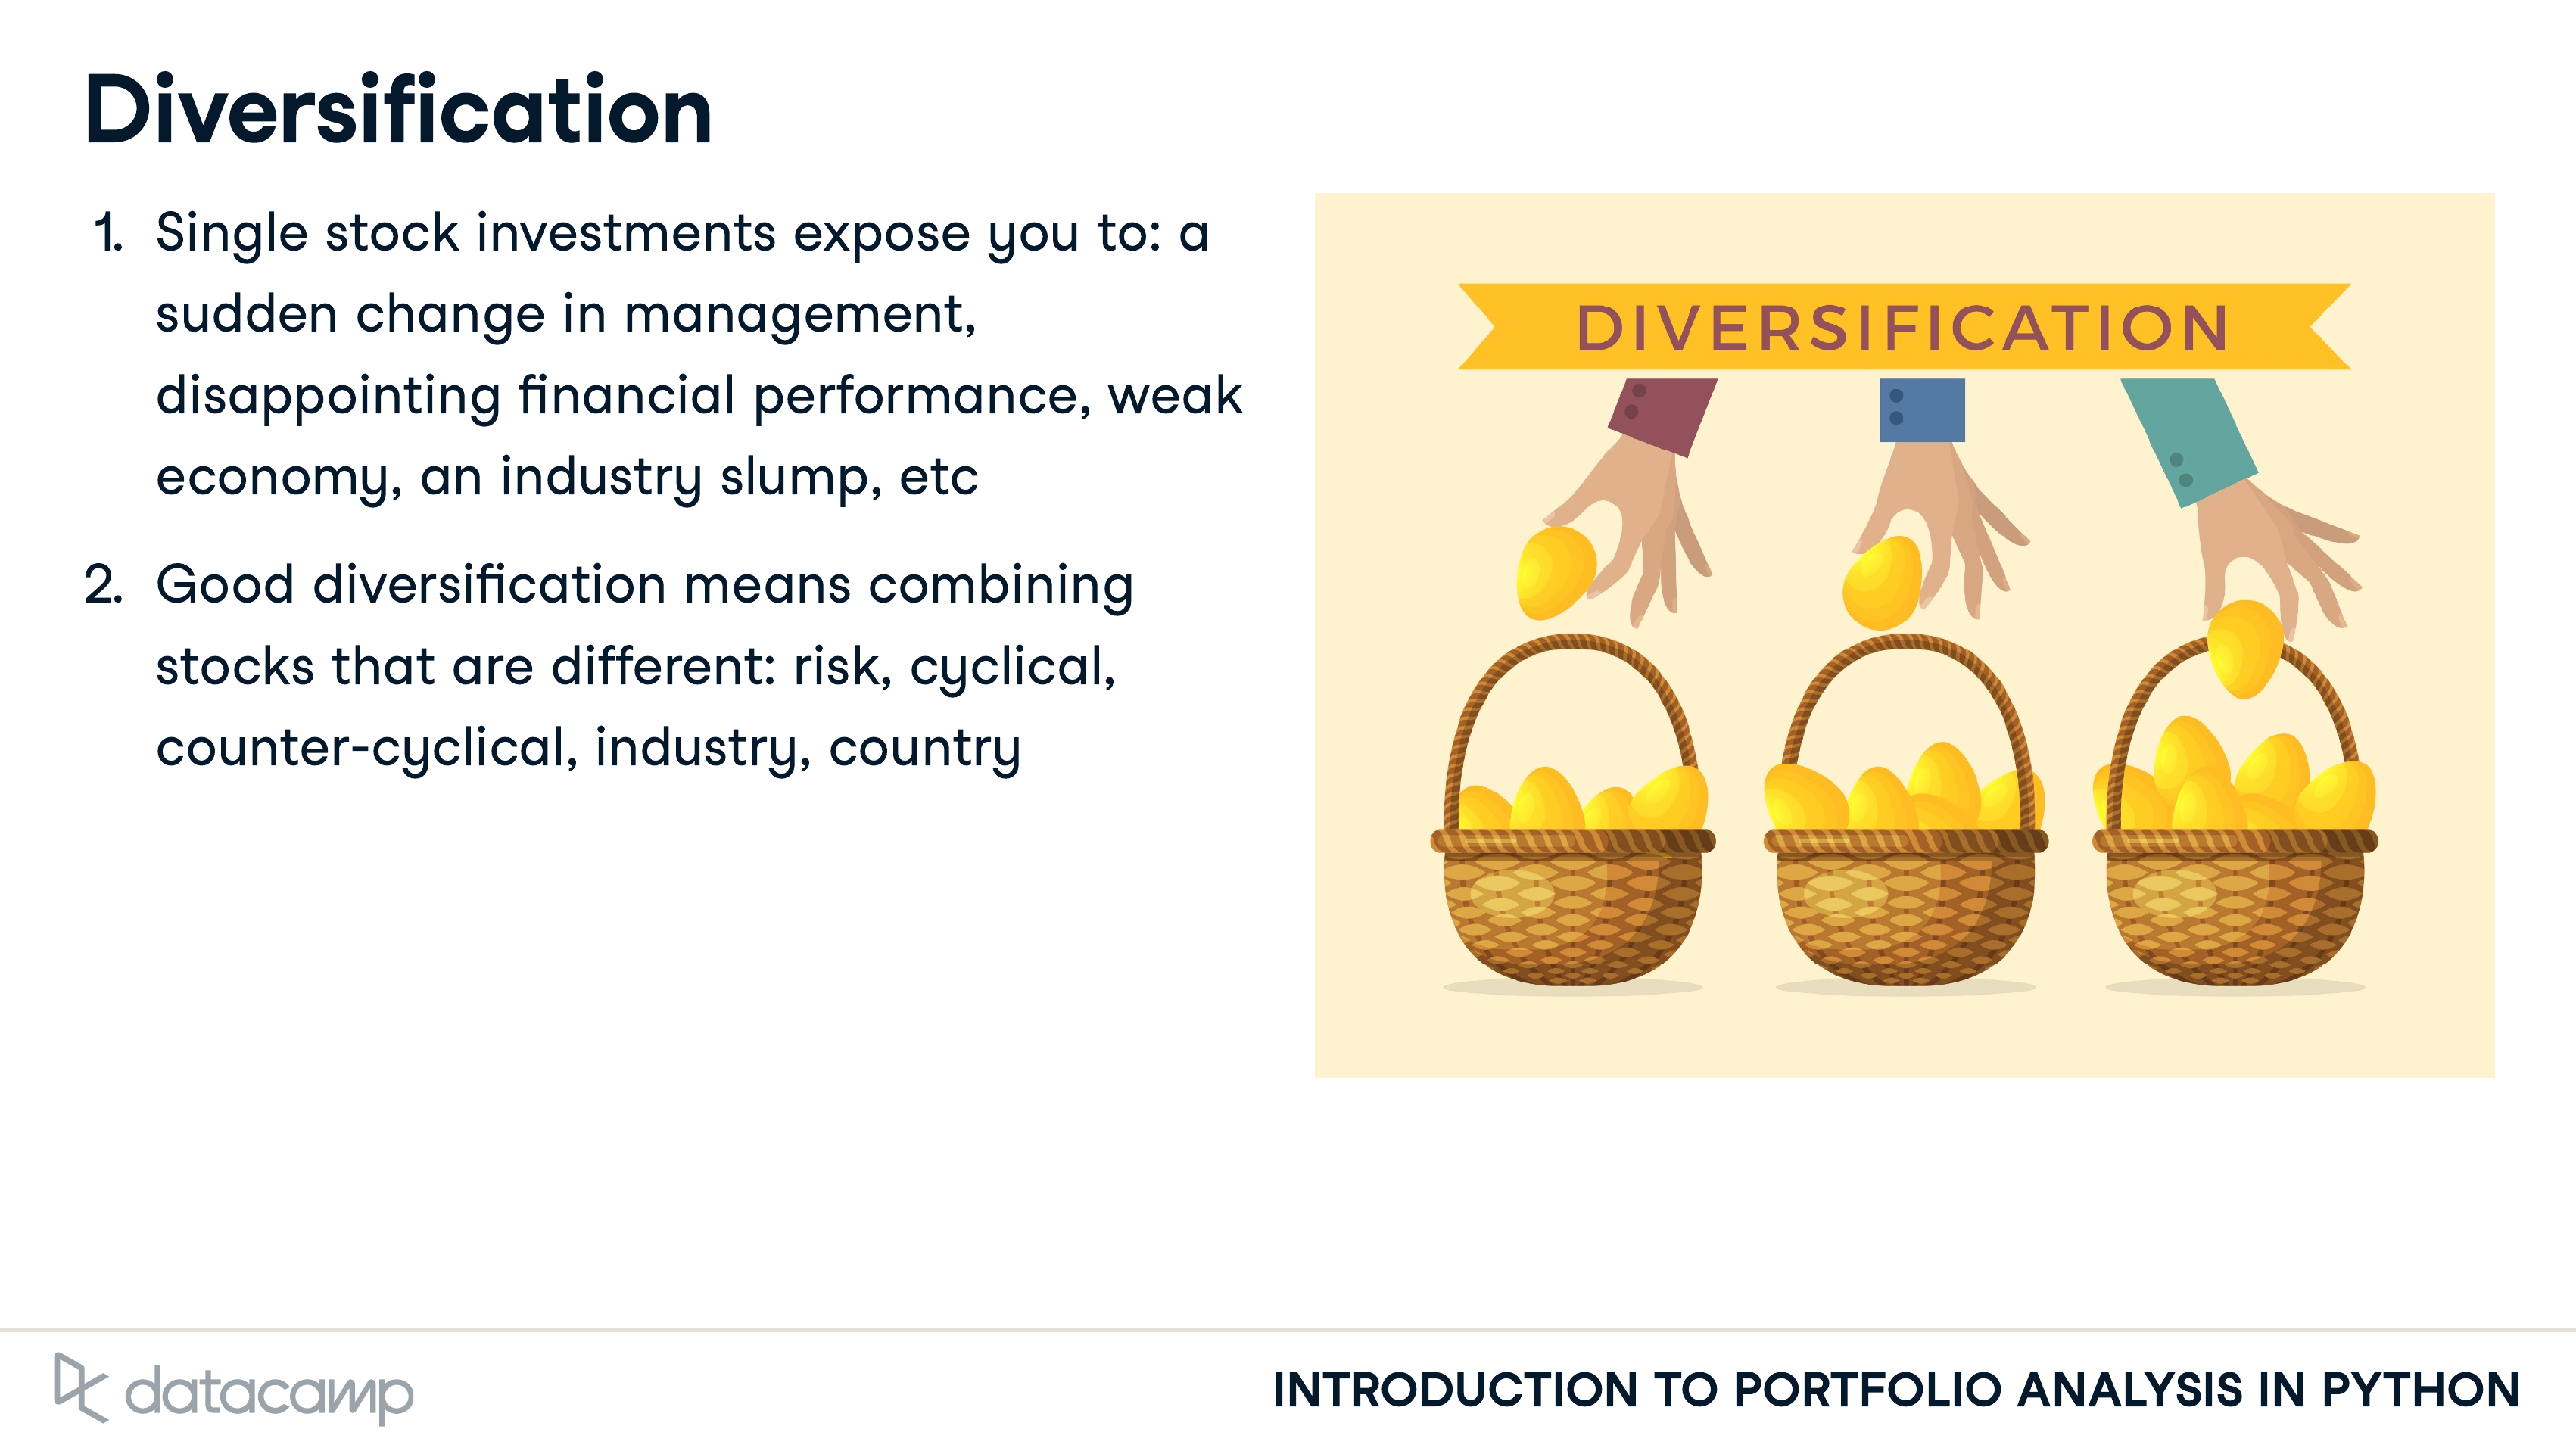 Diversification
1. Single stock investments expose you to: a
sudden change in management,
disappointing financial performance, weak
economy, an industry slump, etc
2. Good diversification means combining
stocks that are different: risk, cyclical,
counter-cyclical, industry, country
DIVERSIFICATION
datacamp
INTRODUCTION TO PORTFOLIO ANALYSIS IN PYTHON